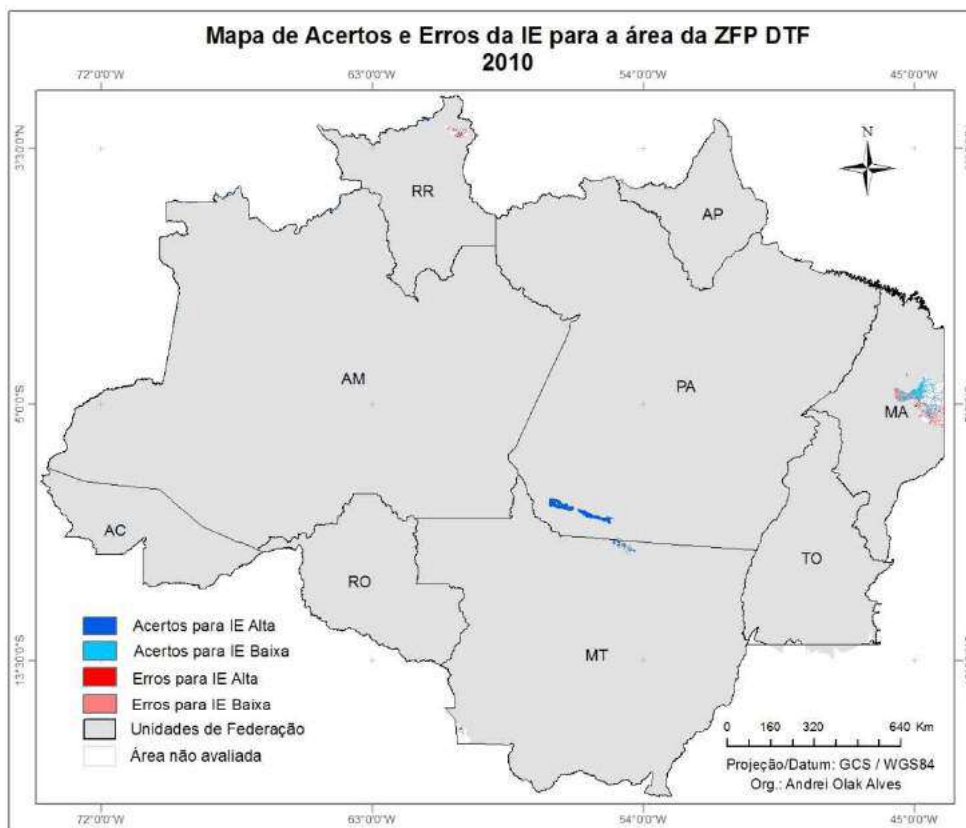 Mapa de Acertos e Erros da IE para a área da ZFP DTF
2010
72°0'0"W
63°0'0"W
54°0'0"W
45°0'0"W
3°30'0"N
N
RR
AP
AM
PA
MA
5°0'0"S
AC
RO
TO
MT
13°30'0"S
Acertos para IE Alta
Acertos para IE Baixa
Erros para IE Alta
Erros para IE Baixa
Unidades de Federação
Área não avaliada
0 160 320 640 Km
Projeção/Datum: GCS / WGS84
Org.: Andrei Olak Alves
72°0'0"W
63°0'0"W
54°0'0"W
45°0'0"W